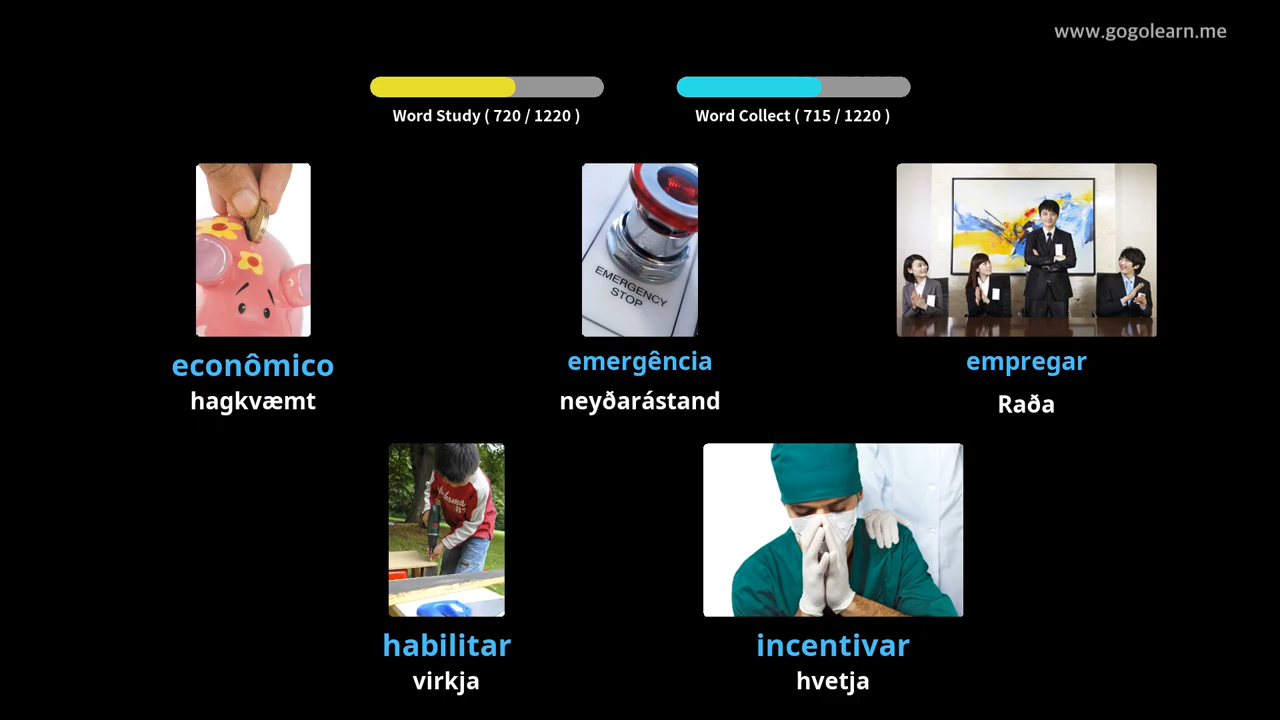 www.gogolearn.me
Word Study ( 720 / 1220 )
Word Collect ( 715 / 1220 )
EMERGENCY
STOP
econômico
hagkvæmt
emergência
neyðarástand
empregar
Raða
habilitar
virkja
incentivar
hvetja